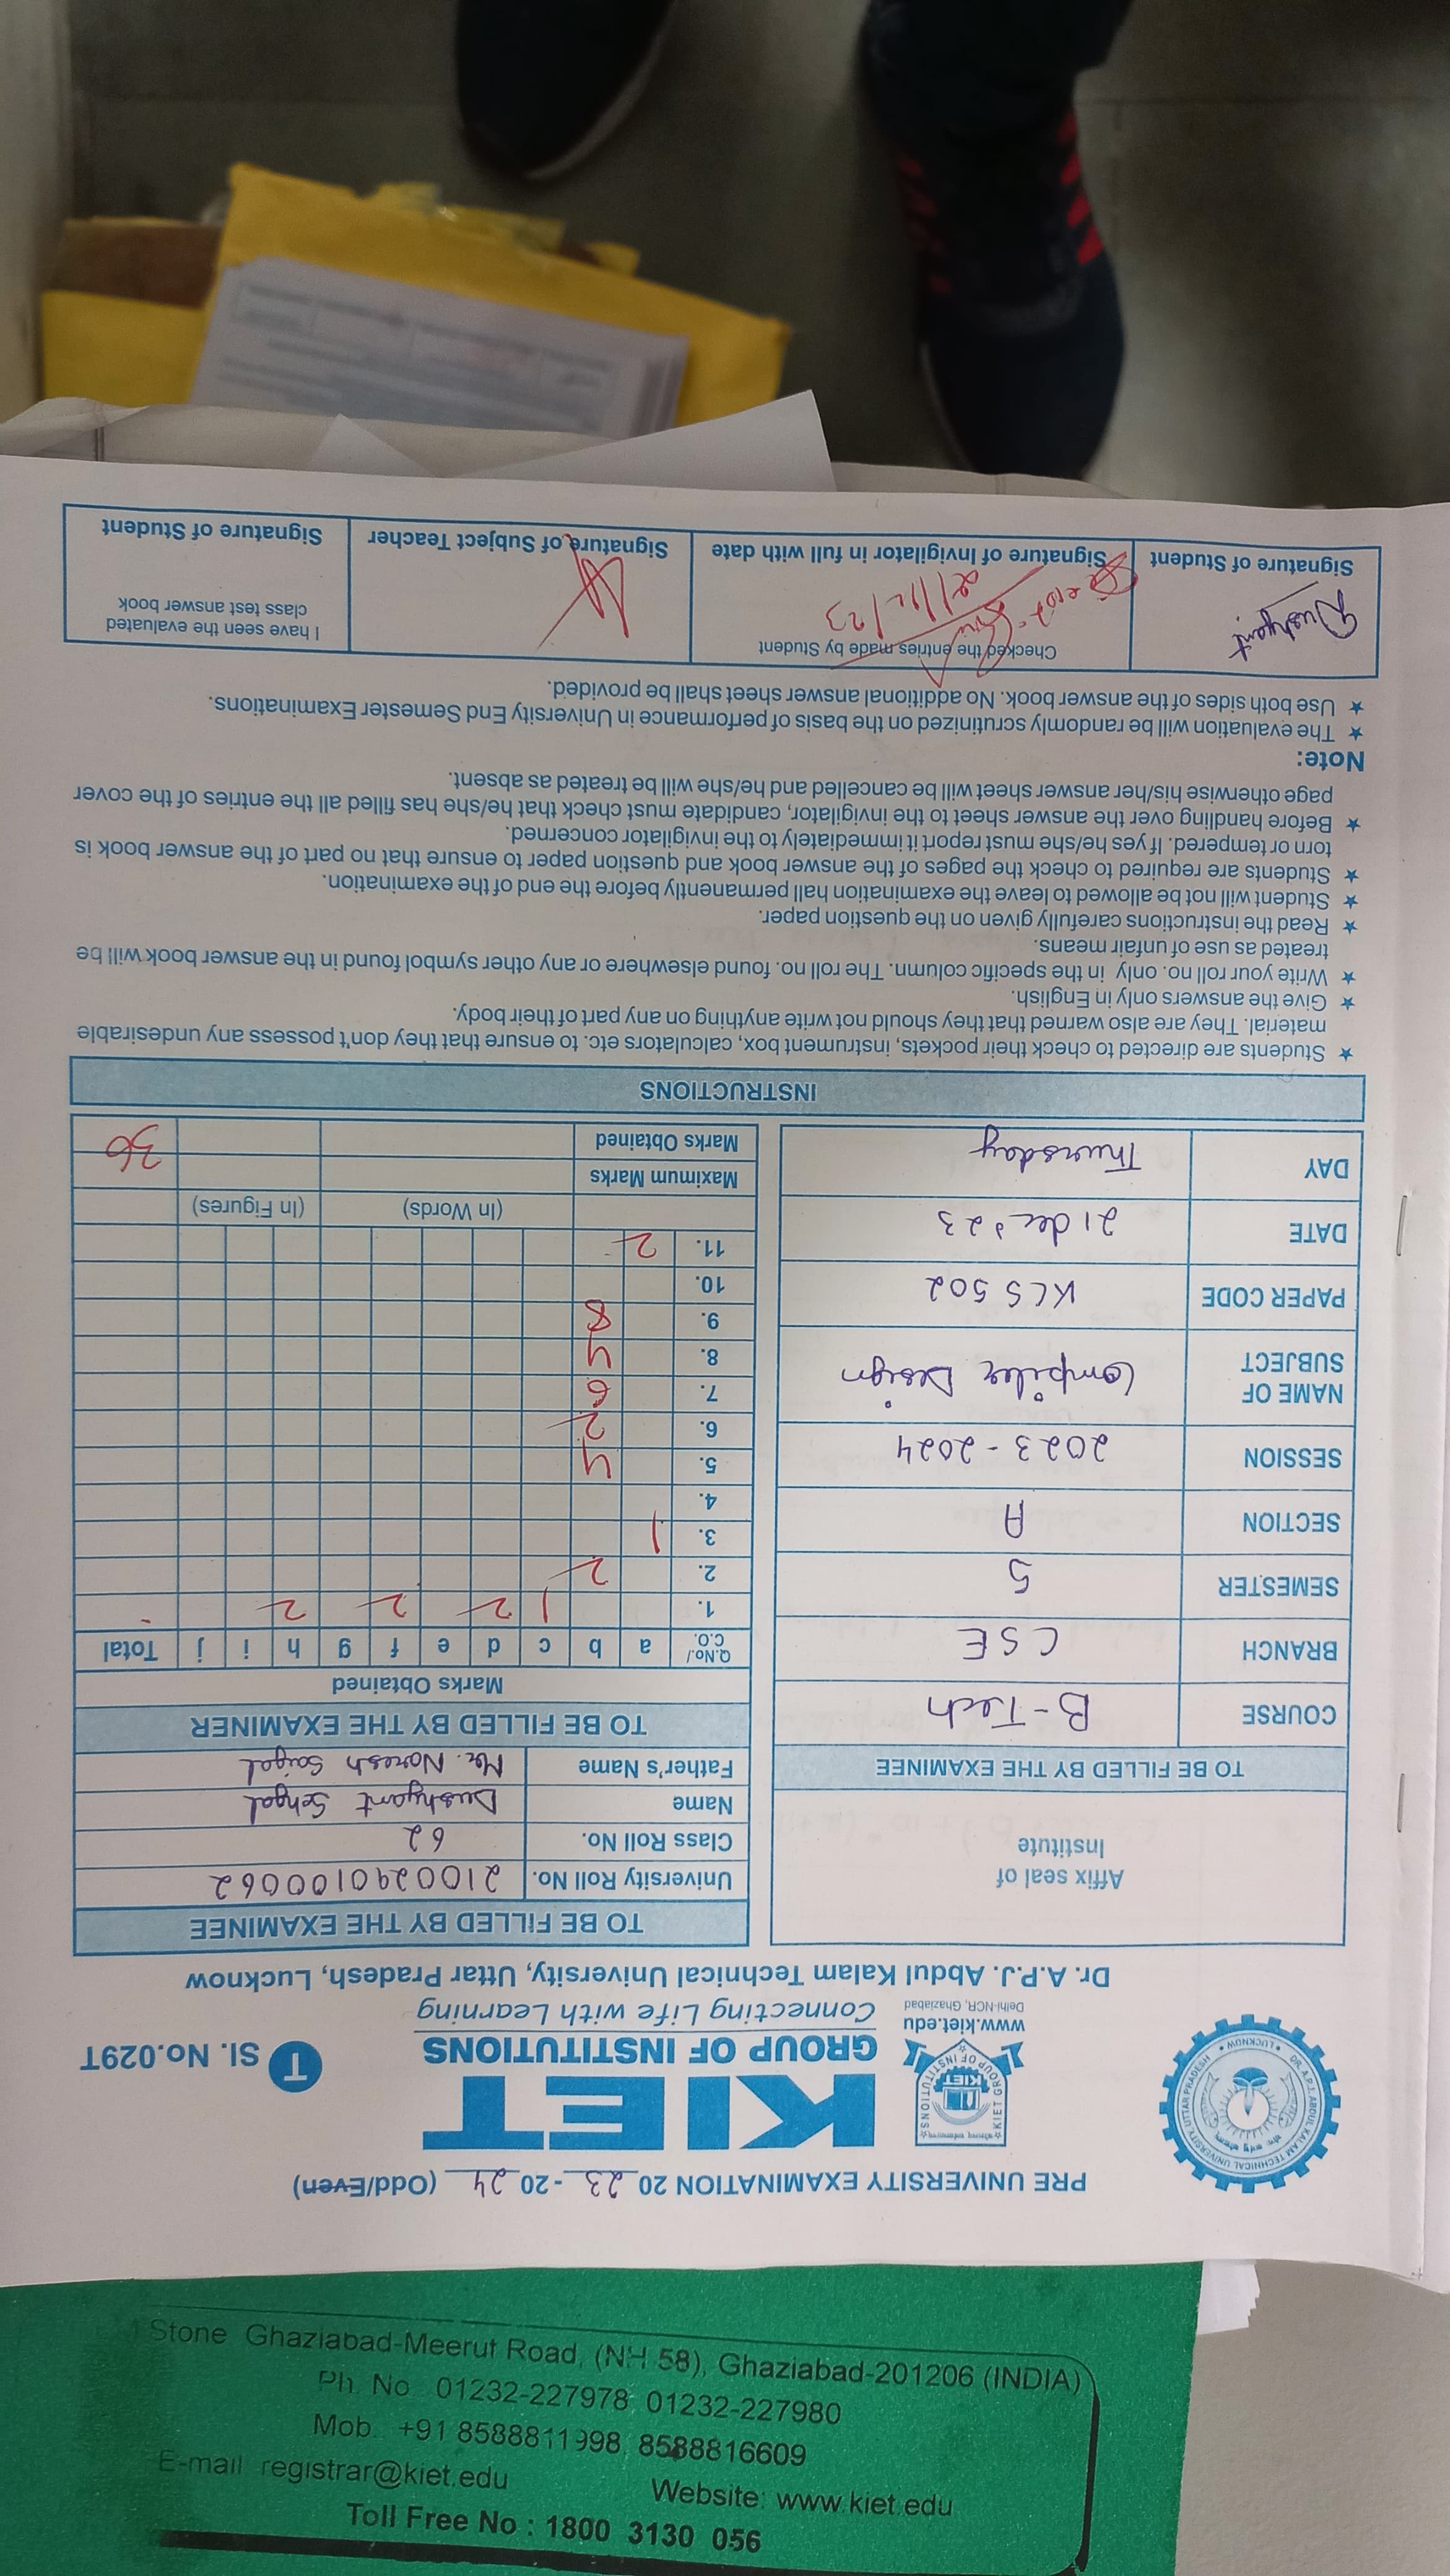 Stone Ghaziabad-Meerut Road, (NH 58), Ghaziabad-201206 (INDIA)
Ph. No. 01232-227978 01232-227980
Mob. +91 8588811998 8588816609
E-mail registrar@kiet.edu Website: www.kiet.edu
Toll Free No : 1800 3130 056
PRE UNIVERSITY EXAMINATION 2023-2024 (Odd/Even)
KIET
GROUP OF INSTITUTIONS
Connecting Life with Learning
www.kiet.edu
Delhi-NCR, Ghaziabad
T Sl. No.029T
Dr. A.P.J. Abdul Kalam Technical University, Uttar Pradesh, Lucknow
Affix seal of
Institute
TO BE FILLED BY THE EXAMINEE
COURSE B-Tech
BRANCH CSE
SEMESTER 5
SECTION A
SESSION 2023-2024
NAME OF SUBJECT Compiler Design
PAPER CODE KCS 502
DATE 21 dec 23
DAY Thursday
TO BE FILLED BY THE EXAMINEE
University Roll No. 2100290100062
Class Roll No. 62
Name Dushyant Sehgal
Father's Name Mr. Naresh Saigal
TO BE FILLED BY THE EXAMINER
Marks Obtained
Q.No./C.O. a b c d e f g h i j Total
1. 1 2 2 2
2. 2
3. 1
4.
5. 4
6. 2
7. 6
8. 4
9. 8
10.
11. 2
(In Words) (In Figures)
Maximum Marks
Marks Obtained 36
INSTRUCTIONS
★ Students are directed to check their pockets, instrument box, calculators etc. to ensure that they don't possess any undesirable
material. They are also warned that they should not write anything on any part of their body.
★ Give the answers only in English.
★ Write your roll no. only in the specific column. The roll no. found elsewhere or any other symbol found in the answer book will be
treated as use of unfair means.
★ Read the instructions carefully given on the question paper.
★ Student will not be allowed to leave the examination hall permanently before the end of the examination.
★ Students are required to check the pages of the answer book and question paper to ensure that no part of the answer book is
torn or tempered. If yes he/she must report it immediately to the invigilator concerned.
★ Before handling over the answer sheet to the invigilator, candidate must check that he/she has filled all the entries of the cover
page otherwise his/her answer sheet will be cancelled and he/she will be treated as absent.
Note:
★ The evaluation will be randomly scrutinized on the basis of performance in University End Semester Examinations.
★ Use both sides of the answer book. No additional answer sheet shall be provided.
Dushyant
Signature of Student
Checked the entries made by Student
21/12/23
Signature of Invigilator in full with date
Signature of Subject Teacher
I have seen the evaluated
class test answer book
Signature of Student